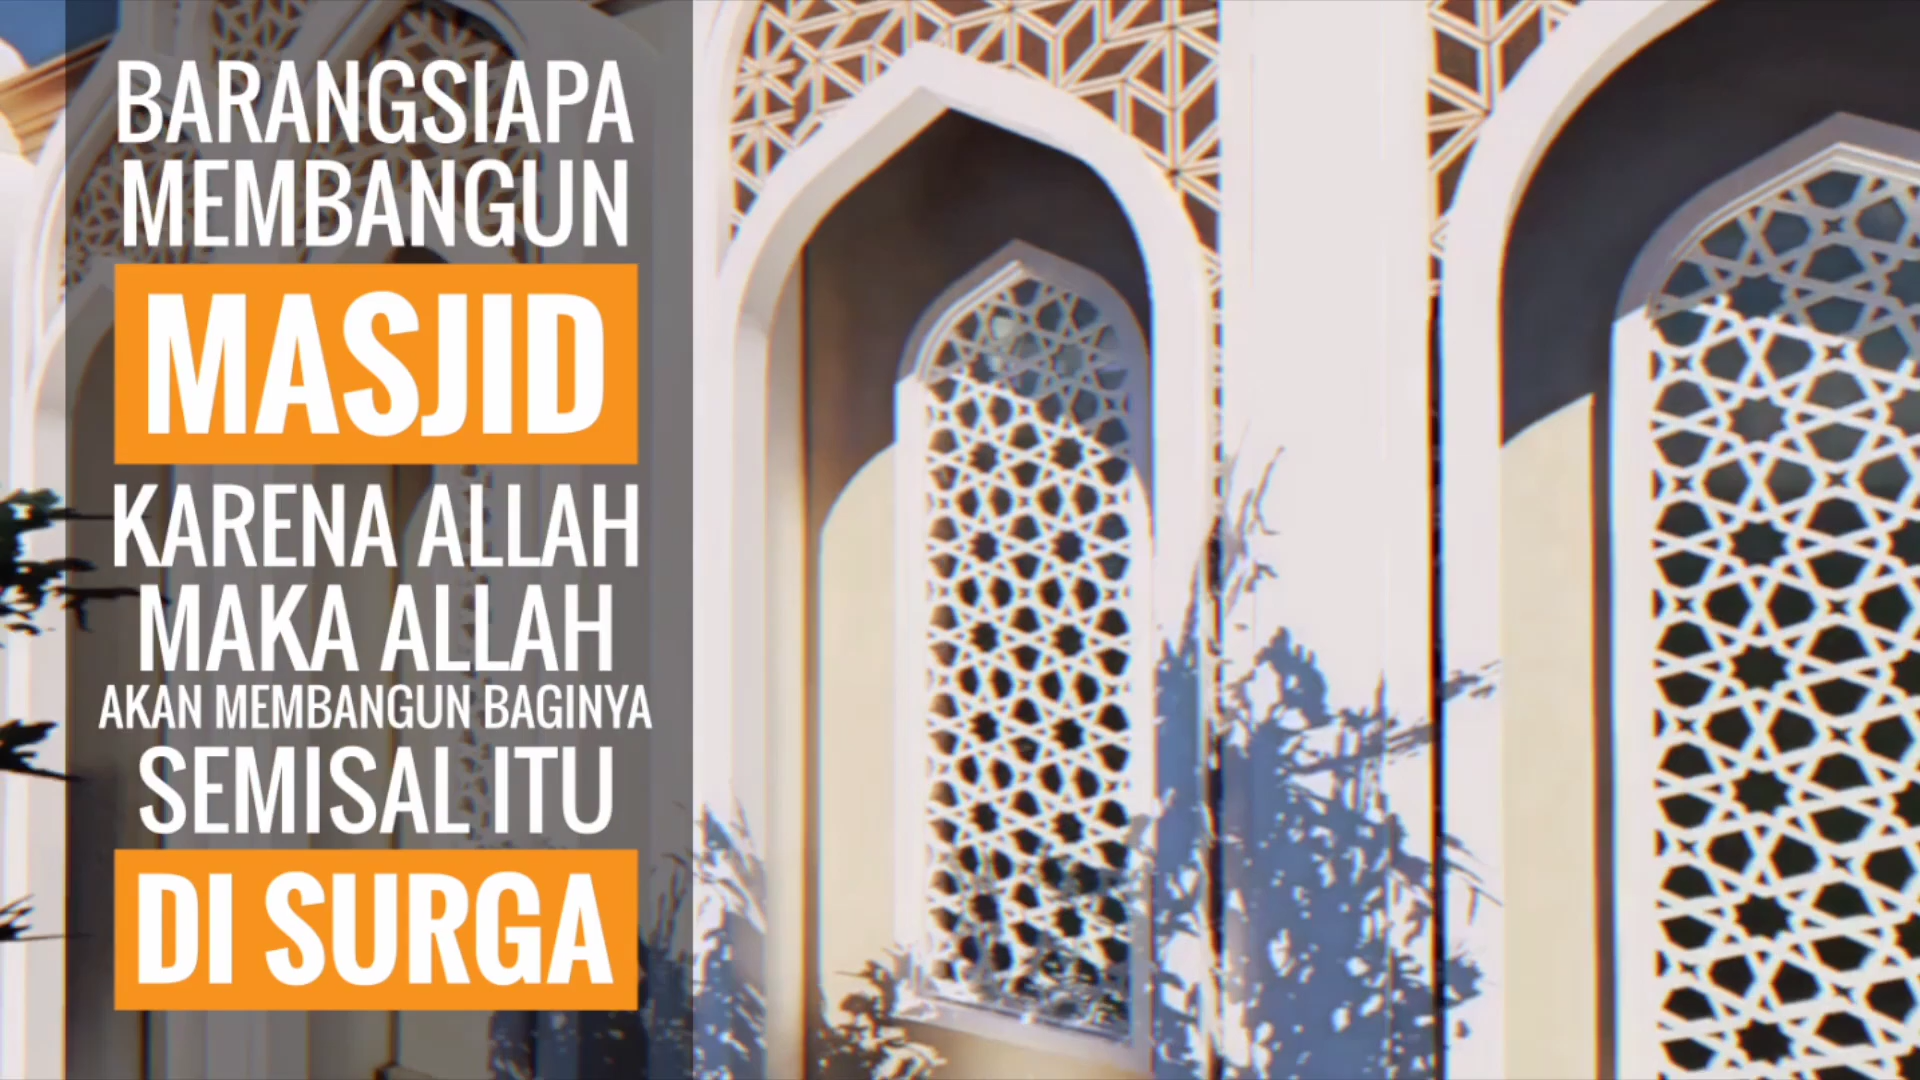 BARANGSIAPA
MEMBANGUN
MASJID
KARENA ALLAH
MAKA ALLAH
AKAN MEMBANGUN BAGINYA
SEMISAL ITU
DI SURGA